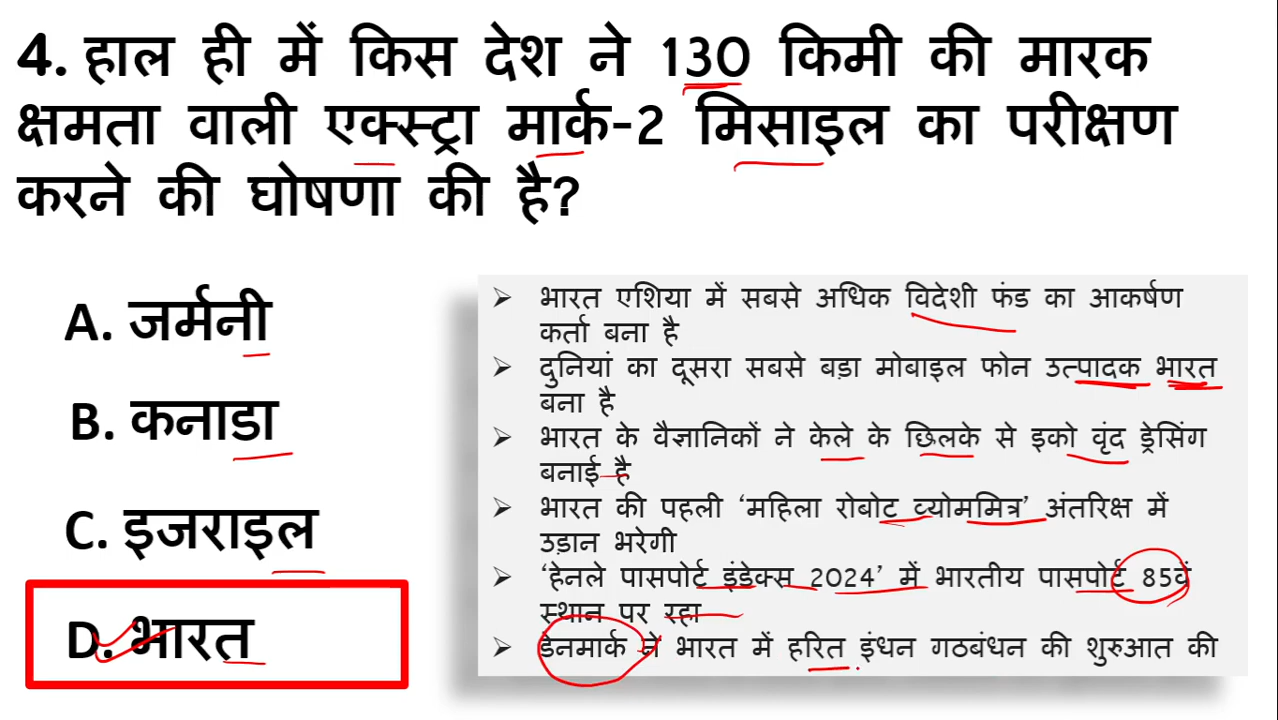 4. हाल ही में किस देश ने 130 किमी की मारक
क्षमता वाली एक्स्ट्रा मार्क-2 मिसाइल का परीक्षण
करने की घोषणा की है?
A. जर्मनी
B. कनाडा
C. इजराइल
D. भारत
➢ भारत एशिया में सबसे अधिक विदेशी फंड का आकर्षण
कर्ता बना है
➢ दुनियां का दूसरा सबसे बड़ा मोबाइल फोन उत्पादक भारत
बना है
➢ भारत के वैज्ञानिकों ने केले के छिलके से इको वृंद ड्रेसिंग
बनाई है
➢ भारत की पहली ‘महिला रोबोट व्योममित्र’ अंतरिक्ष में
उड़ान भरेगी
➢ ‘हेनले पासपोर्ट इंडेक्स 2024’ में भारतीय पासपोर्ट 85वें
स्थान पर रहा
➢ डेनमार्क ने भारत में हरित इंधन गठबंधन की शुरुआत की